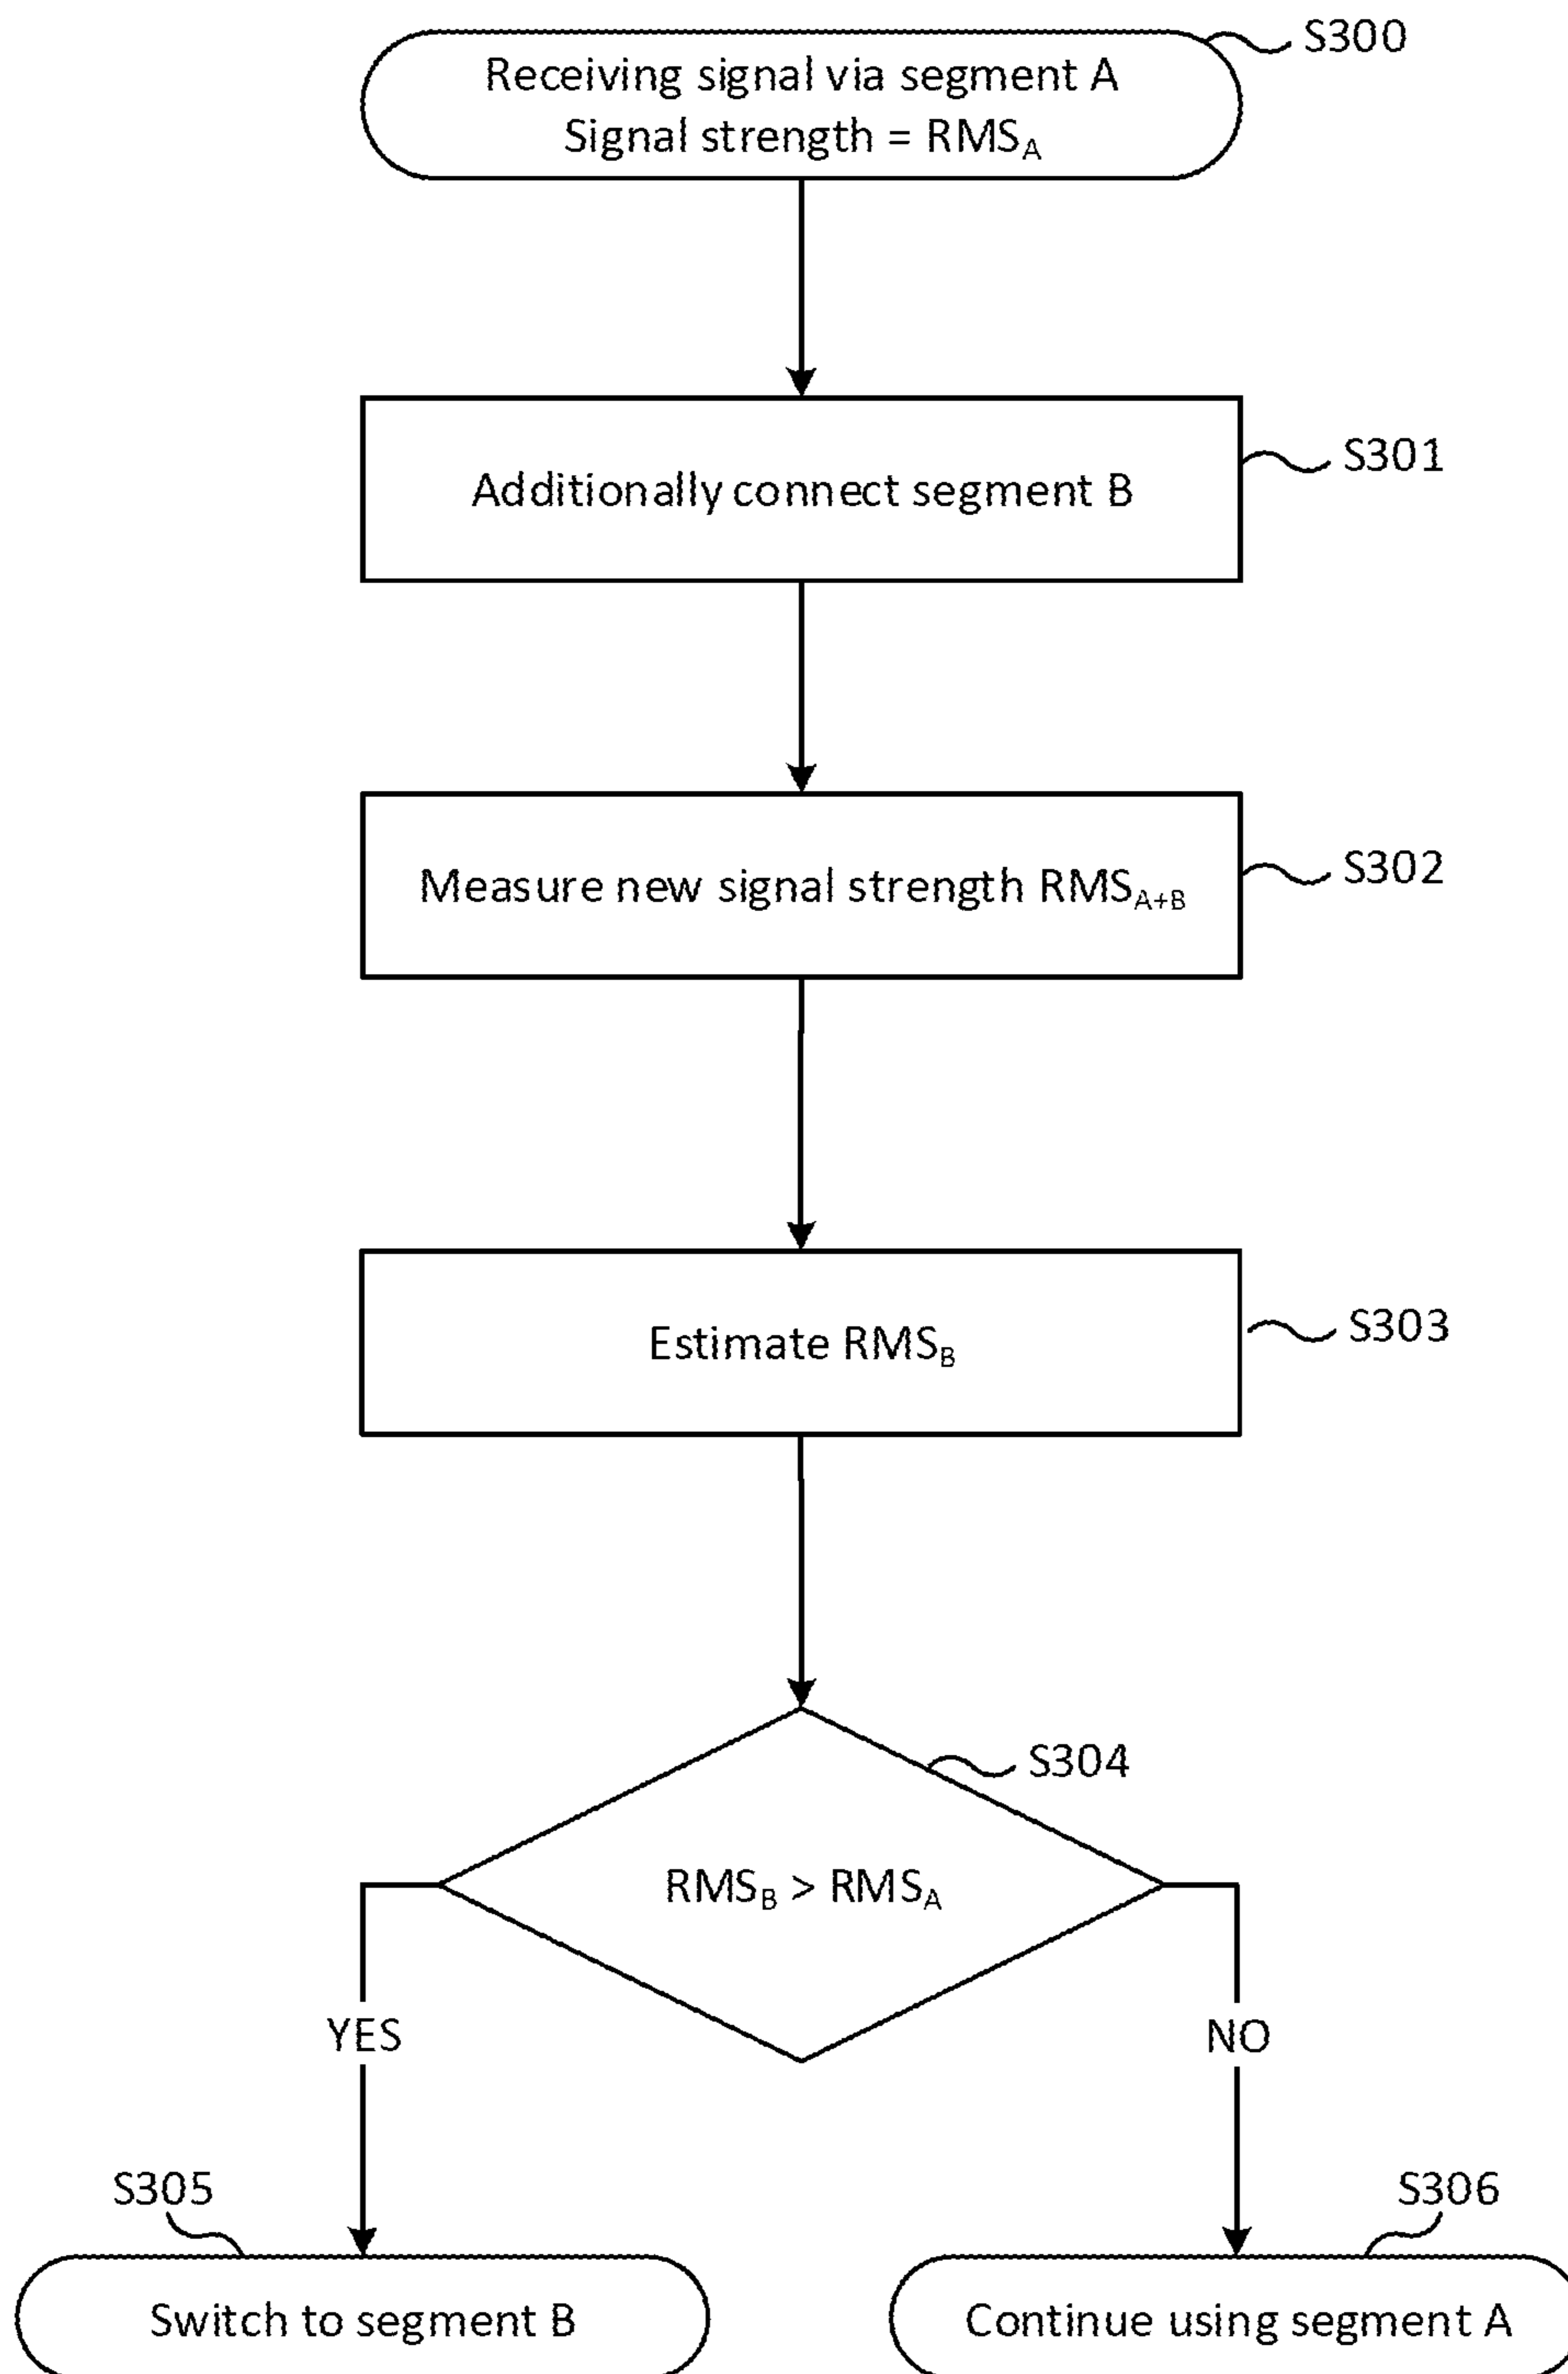 S300
Receiving signal via segment A
Signal strength = RMS_A
S301
Additionally connect segment B
S302
Measure new signal strength RMS_A+B
S303
Estimate RMS_B
S304
RMS_B > RMS_A
YES
NO
S305
S306
Switch to segment B
Continue using segment A